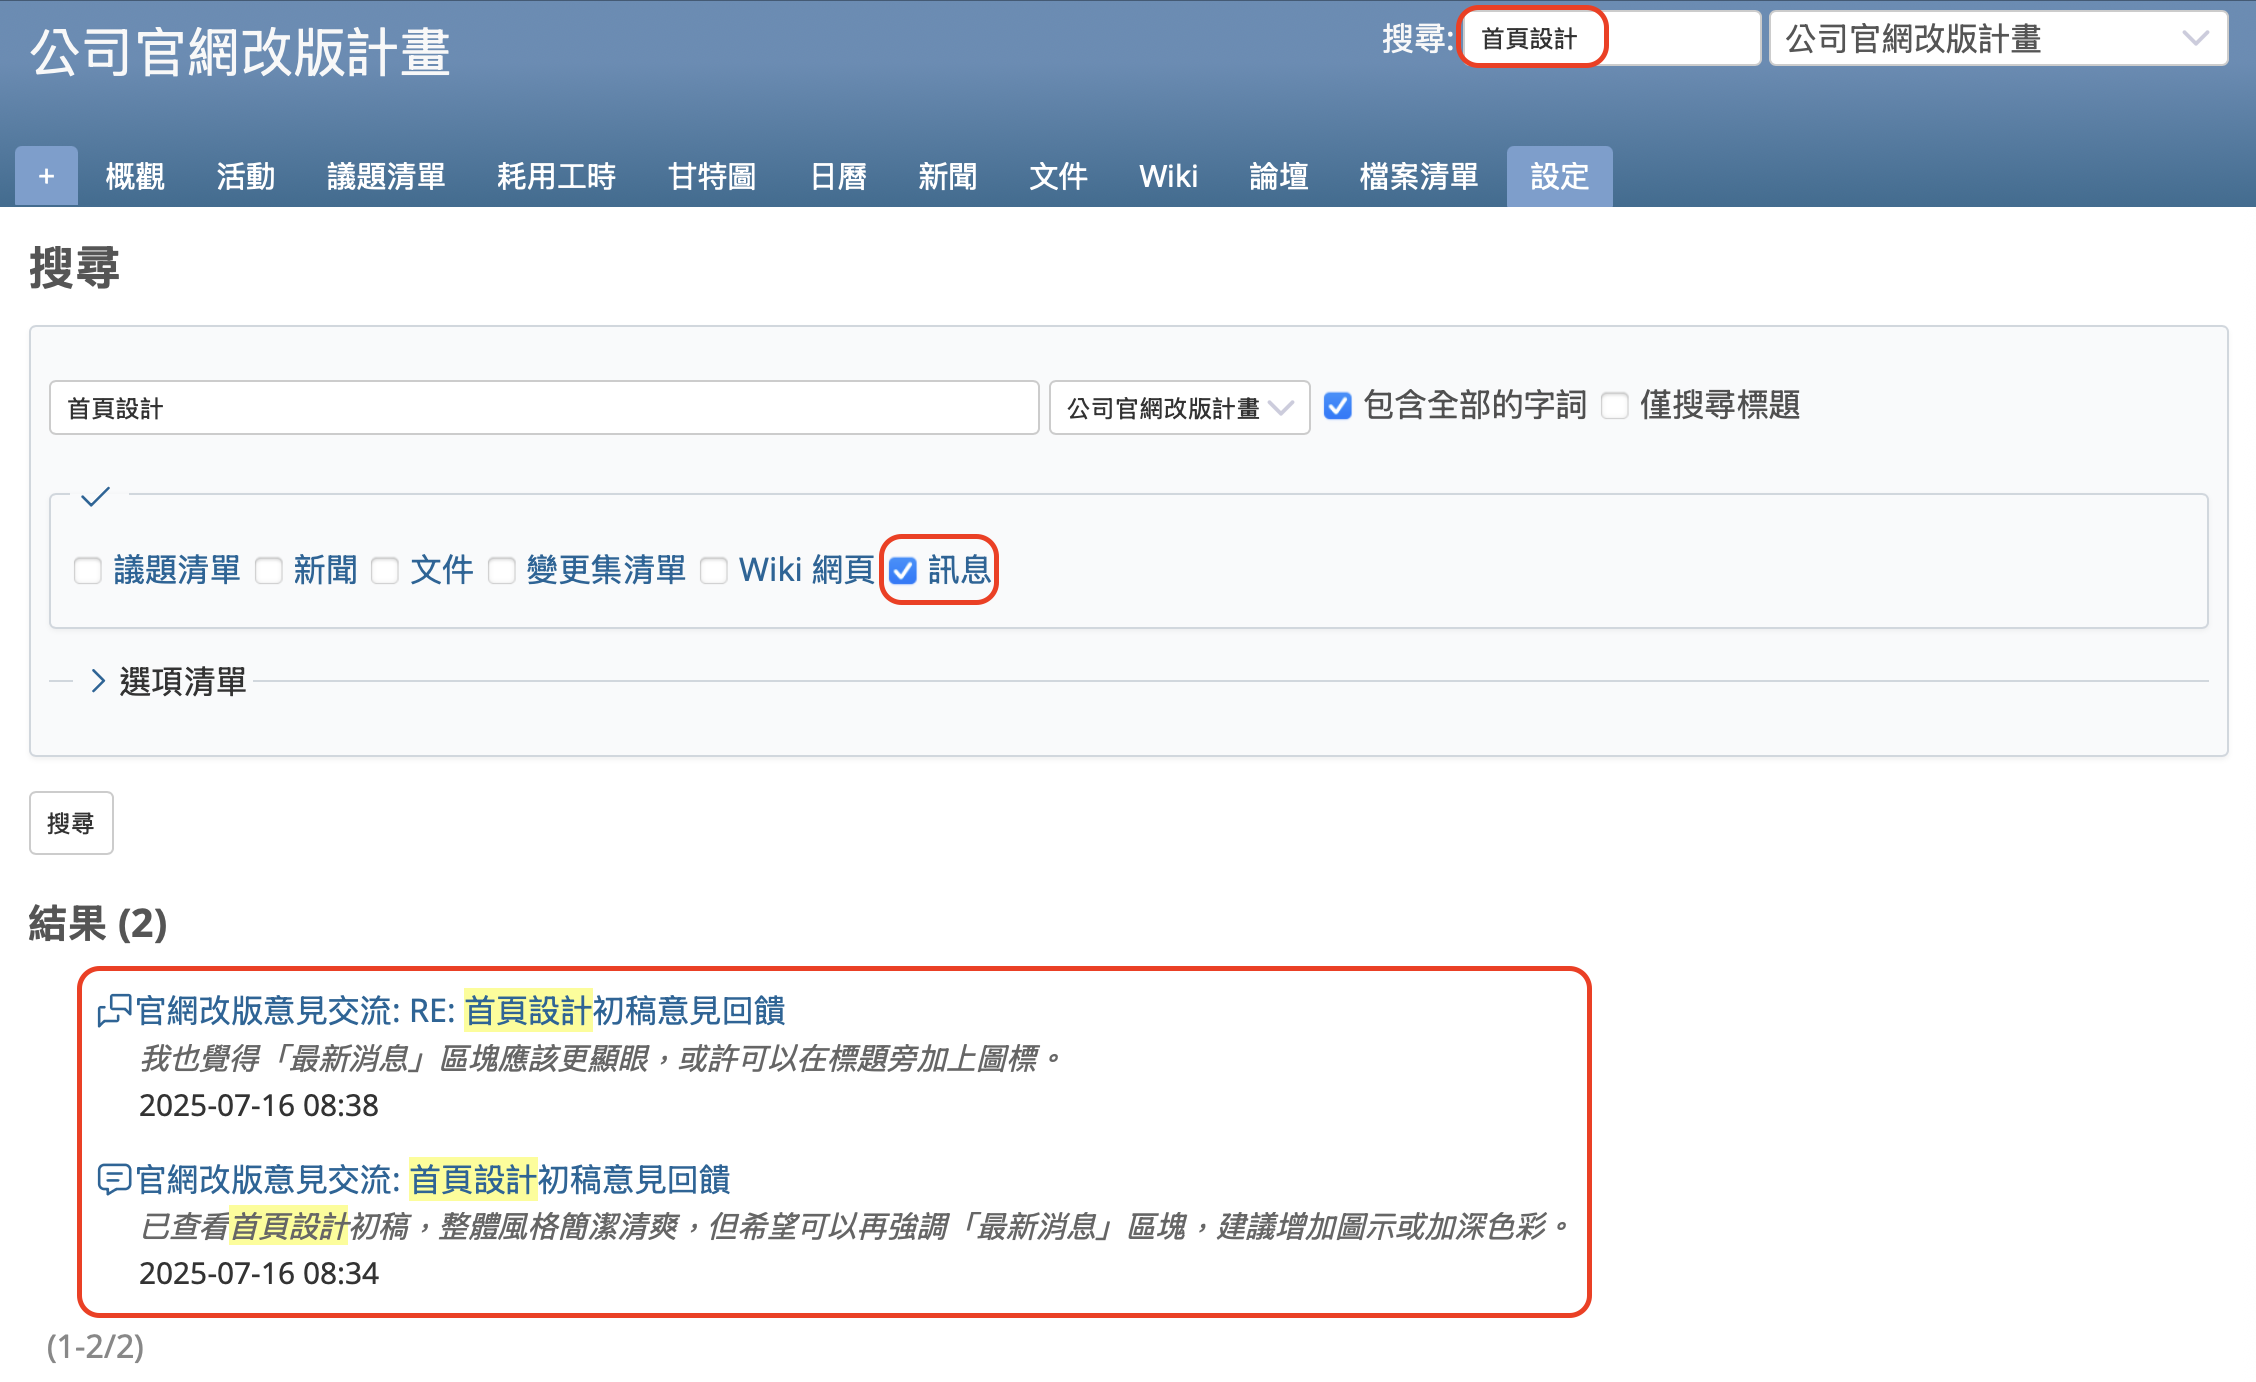 公司官網改版計畫
搜尋: 首頁設計 公司官網改版計畫
+ 概觀 活動 議題清單 耗用工時 甘特圖 日曆 新聞 文件 Wiki 論壇 檔案清單 設定
搜尋
首頁設計 公司官網改版計畫 包含全部的字詞 僅搜尋標題
議題清單 新聞 文件 變更集清單 Wiki 網頁 訊息
選項清單
搜尋
結果 (2)
官網改版意見交流: RE: 首頁設計初稿意見回饋
我也覺得「最新消息」區塊應該更顯眼，或許可以在標題旁加上圖標。
2025-07-16 08:38
官網改版意見交流: 首頁設計初稿意見回饋
已查看首頁設計初稿，整體風格簡潔清爽，但希望可以再強調「最新消息」區塊，建議增加圖示或加深色彩。
2025-07-16 08:34
(1-2/2)